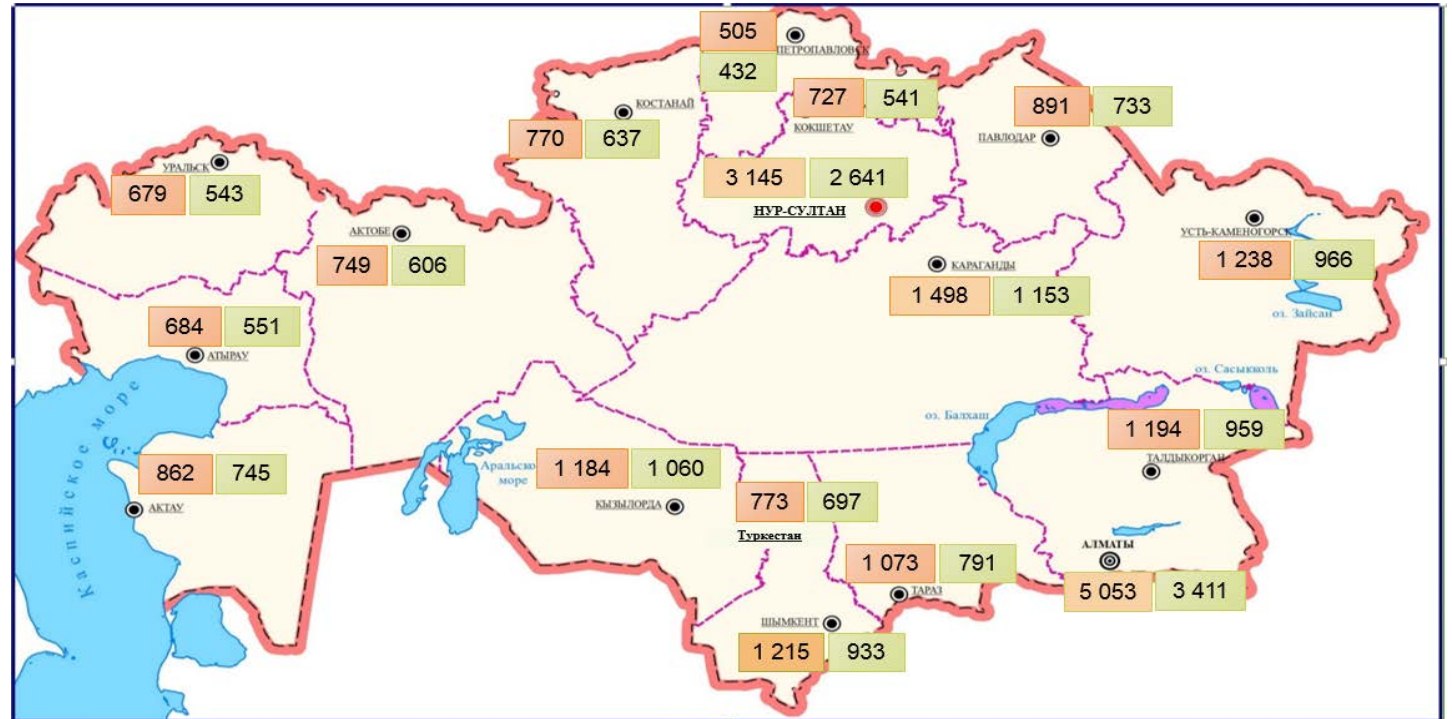 505
ПЕТРОПАВЛОВСК
432
727 541
КОКШЕТАУ
891 733
ПАВЛОДАР
КОСТАНАЙ
770 637
3 145 2 641
НУР-СУЛТАН
УРАЛЬСК
679 543
АКТОБЕ
749 606
УСТЬ-КАМЕНОГОРСК
1 238 966
оз. Зайсан
КАРАГАНДЫ
1 498 1 153
684 551
АТЫРАУ
оз. Сасыкколь
оз. Балхаш
1 194 959
ТАЛДЫКОРГАН
Каспийское море
862 745
АКТАУ
Аральско
море
1 184 1 060
КЫЗЫЛОРДА
773 697
Туркестан
АЛМАТЫ
5 053 3 411
1 073 791
ТАРАЗ
ШЫМКЕНТ
1 215 933